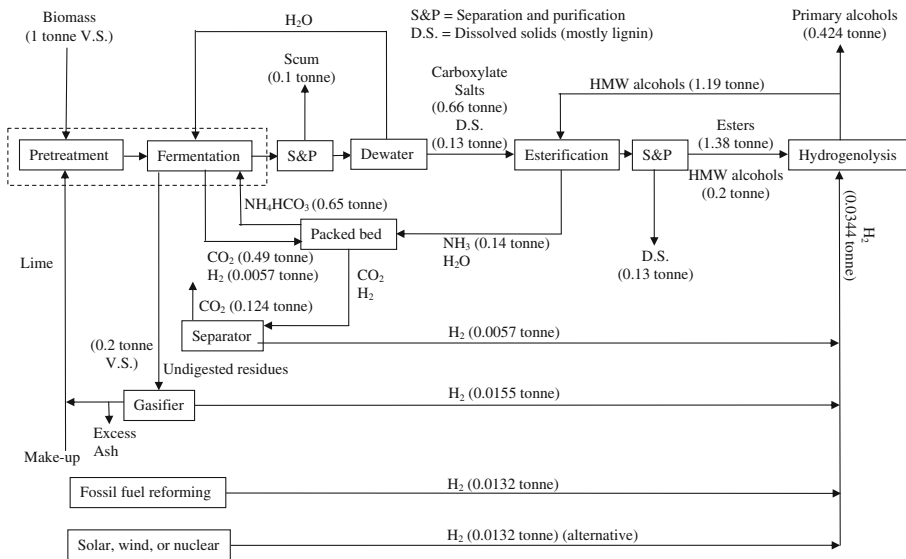 Biomass
(1 tonne V.S.)
H₂O
S&P = Separation and purification
D.S. = Dissolved solids (mostly lignin)
Primary alcohols
(0.424 tonne)
Scum
(0.1 tonne)
Carboxylate
Salts
(0.66 tonne)
D.S.
(0.13 tonne)
HMW alcohols (1.19 tonne)
Esters
(1.38 tonne)
Pretreatment
Fermentation
S&P
Dewater
Esterification
S&P
Hydrogenolysis
HMW alcohols
(0.2 tonne)
NH₄HCO₃ (0.65 tonne)
Packed bed
NH₃ (0.14 tonne)
H₂O
D.S.
(0.13 tonne)
H₂
(0.0344 tonne)
Lime
CO₂ (0.49 tonne)
H₂ (0.0057 tonne)
CO₂
H₂
CO₂ (0.124 tonne)
Separator
H₂ (0.0057 tonne)
(0.2 tonne
V.S.)
Undigested residues
Gasifier
H₂ (0.0155 tonne)
Excess
Ash
Make-up
Fossil fuel reforming
H₂ (0.0132 tonne)
Solar, wind, or nuclear
H₂ (0.0132 tonne) (alternative)